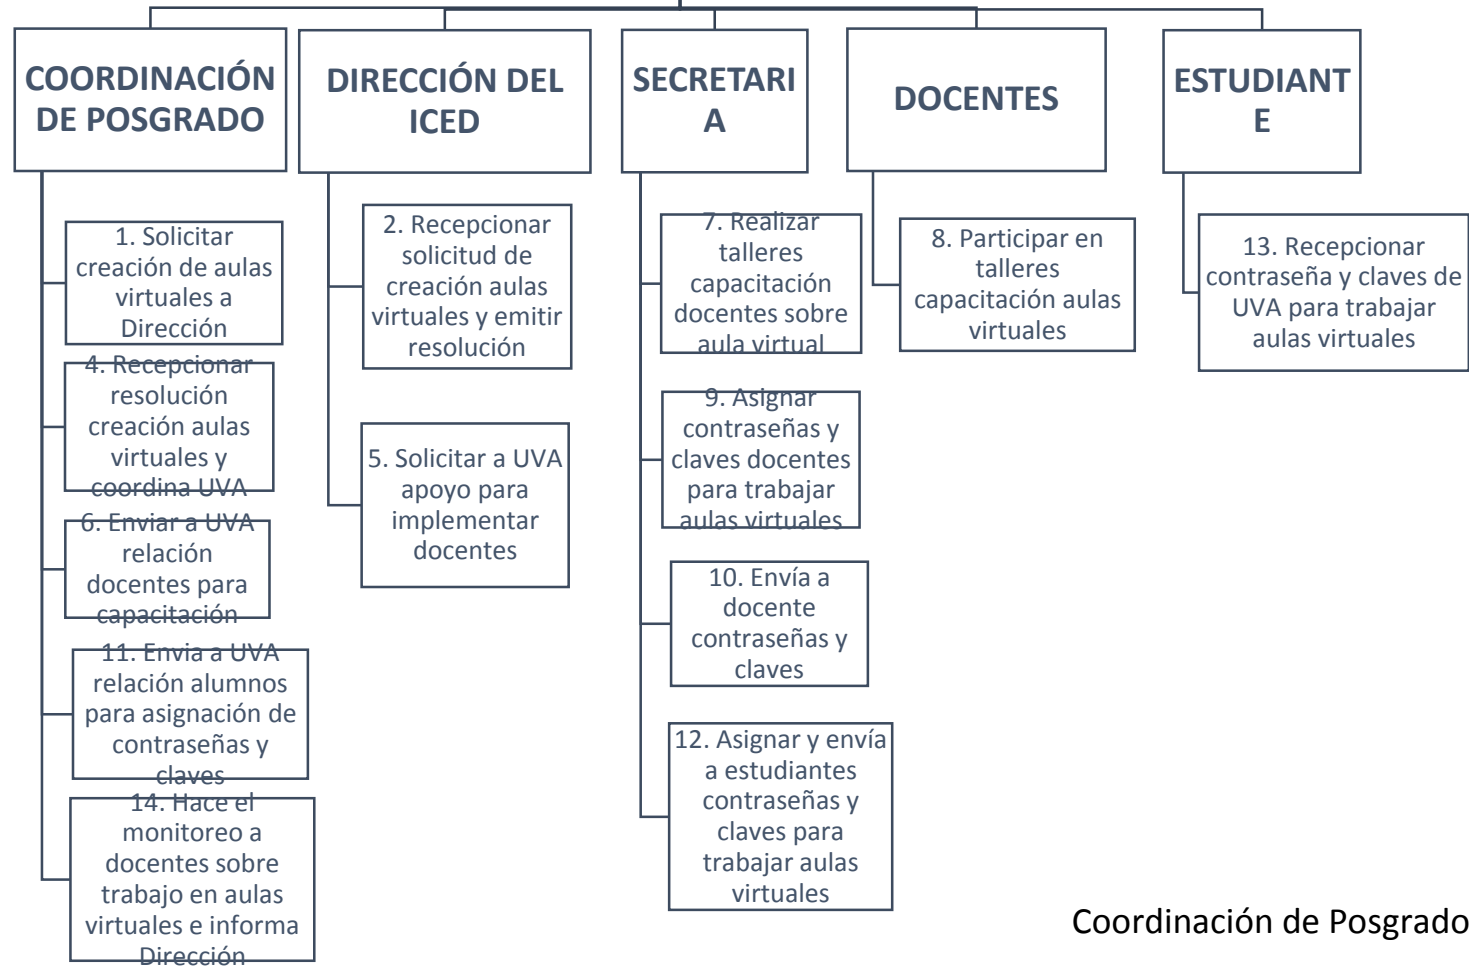 COORDINACIÓN
DE POSGRADO
1. Solicitar
creación de aulas
virtuales a
Dirección
4. Recepcionar
resolución
creación aulas
virtuales y
coordina UVA
6. Enviar a UVA
relación
docentes para
capacitación
11. Envia a UVA
relación alumnos
para asignación de
contraseñas y
claves
14. Hace el
monitoreo a
docentes sobre
trabajo en aulas
virtuales e informa
Dirección
DIRECCIÓN DEL
ICED
2. Recepcionar
solicitud de
creación aulas
virtuales y emitir
resolución
5. Solicitar a UVA
apoyo para
implementar
docentes
SECRETARI
A
7. Realizar
talleres
capacitación
docentes sobre
aula virtual
9. Asignar
contraseñas y
claves docentes
para trabajar
aulas virtuales
10. Envía a
docente
contraseñas y
claves
12. Asignar y envía
a estudiantes
contraseñas y
claves para
trabajar aulas
virtuales
DOCENTES
8. Participar en
talleres
capacitación aulas
virtuales
ESTUDIANT
E
13. Recepcionar
contraseña y claves de
UVA para trabajar
aulas virtuales
Coordinación de Posgrado